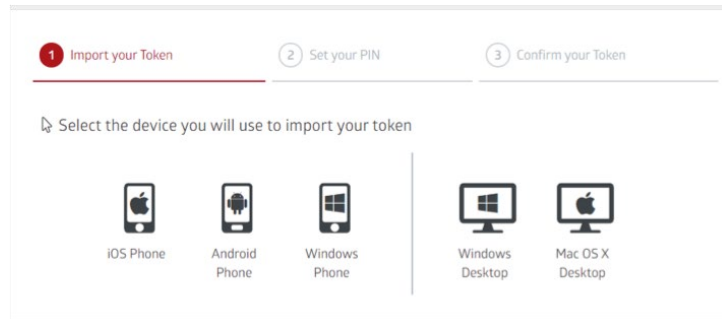 1 Import your Token
2 Set your PIN
3 Confirm your Token
Select the device you will use to import your token
iOS Phone
Android
Phone
Windows
Phone
Windows
Desktop
Mac OS X
Desktop